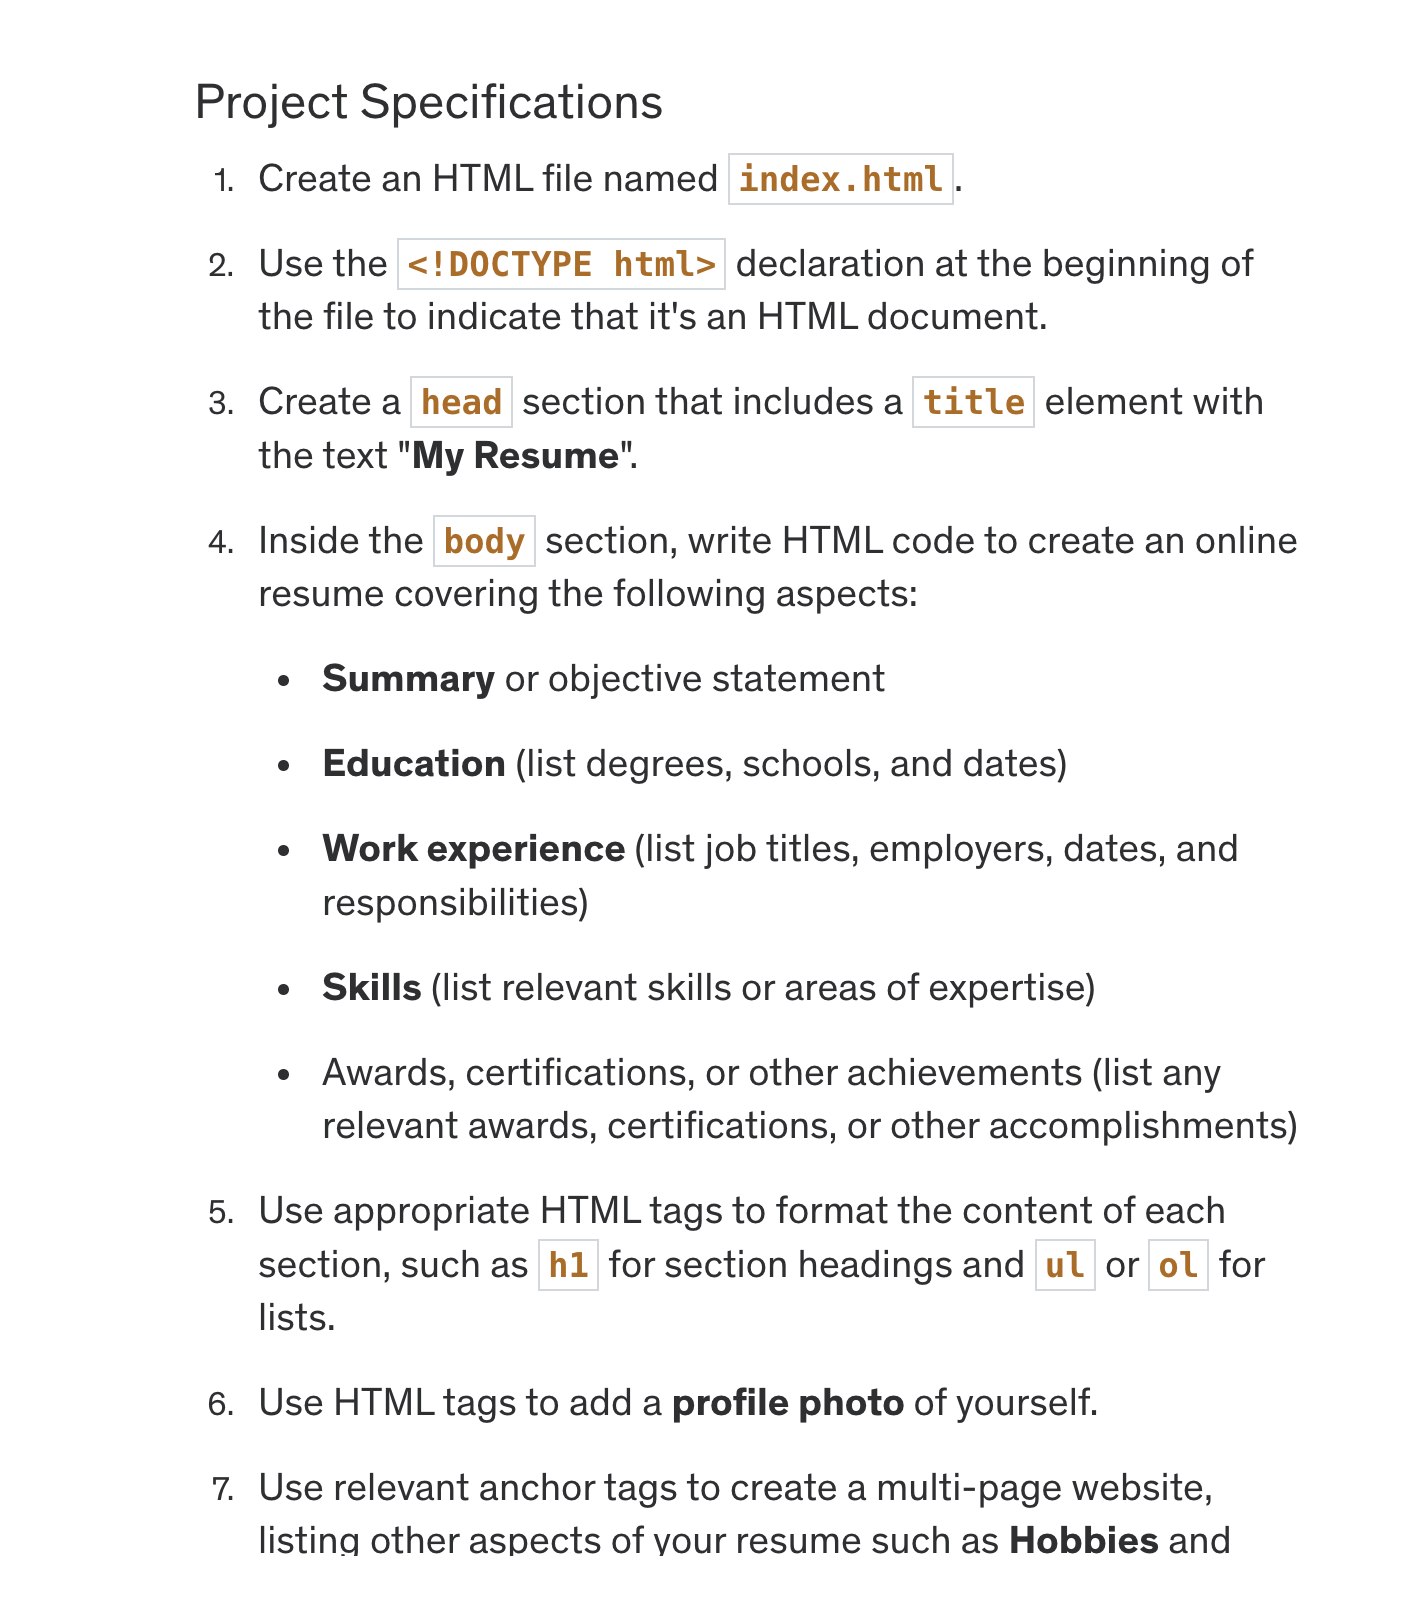 Project Specifications
1. Create an HTML file named index.html.
2. Use the <!DOCTYPE html> declaration at the beginning of
the file to indicate that it's an HTML document.
3. Create a head section that includes a title element with
the text "My Resume".
4. Inside the body section, write HTML code to create an online
resume covering the following aspects:
• Summary or objective statement
• Education (list degrees, schools, and dates)
• Work experience (list job titles, employers, dates, and
responsibilities)
• Skills (list relevant skills or areas of expertise)
• Awards, certifications, or other achievements (list any
relevant awards, certifications, or other accomplishments)
5. Use appropriate HTML tags to format the content of each
section, such as h1 for section headings and ul or ol for
lists.
6. Use HTML tags to add a profile photo of yourself.
7. Use relevant anchor tags to create a multi-page website,
listing other aspects of your resume such as Hobbies and